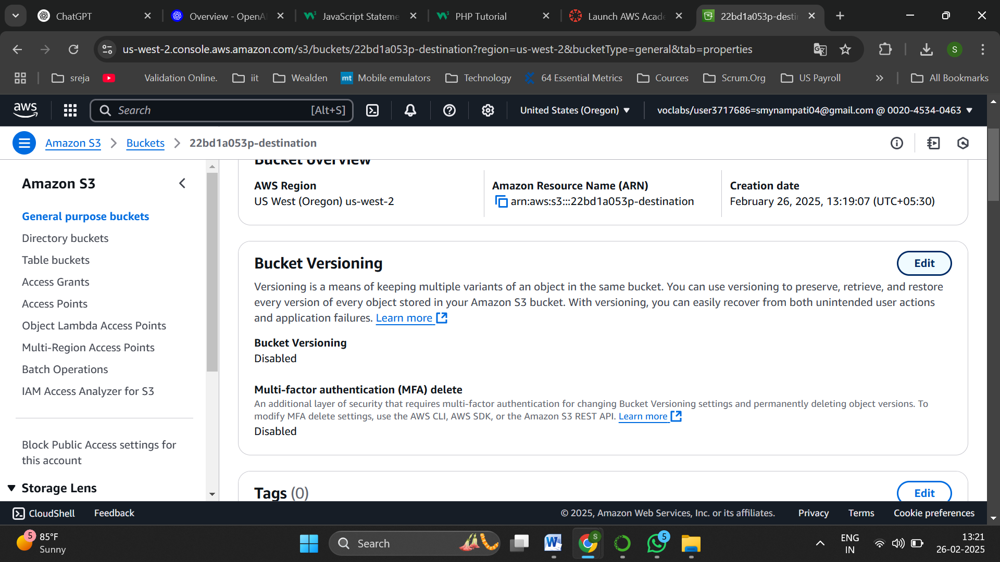 ChatGPT
Overview - OpenA
JavaScript Stateme
PHP Tutorial
Launch AWS Acade
22bd1a053p-desti
us-west-2.console.aws.amazon.com/s3/buckets/22bd1a053p-destination?region=us-west-2&bucketType=general&tab=properties
S
sreja
Validation Online.
iit
Wealden
mt Mobile emulators
Technology
64 Essential Metrics
Cources
Scrum.Org
US Payroll
All Bookmarks
aws
Search [Alt+S]
United States (Oregon)
voclabs/user3717686=smynampati04@gmail.com @ 0020-4534-0463
Amazon S3 > Buckets > 22bd1a053p-destination
Amazon S3
General purpose buckets
Directory buckets
Table buckets
Access Grants
Access Points
Object Lambda Access Points
Multi-Region Access Points
Batch Operations
IAM Access Analyzer for S3
Block Public Access settings for
this account
Storage Lens
Bucket overview
AWS Region
US West (Oregon) us-west-2
Amazon Resource Name (ARN)
arn:aws:s3:::22bd1a053p-destination
Creation date
February 26, 2025, 13:19:07 (UTC+05:30)
Bucket Versioning
Edit
Versioning is a means of keeping multiple variants of an object in the same bucket. You can use versioning to preserve, retrieve, and restore
every version of every object stored in your Amazon S3 bucket. With versioning, you can easily recover from both unintended user actions
and application failures. Learn more
Bucket Versioning
Disabled
Multi-factor authentication (MFA) delete
An additional layer of security that requires multi-factor authentication for changing Bucket Versioning settings and permanently deleting object versions. To
modify MFA delete settings, use the AWS CLI, AWS SDK, or the Amazon S3 REST API. Learn more
Disabled
Tags (0)
Edit
CloudShell
Feedback
© 2025, Amazon Web Services, Inc. or its affiliates.
Privacy
Terms
Cookie preferences
5
85°F
Sunny
Search
W
S
5
ENG
IN
13:21
26-02-2025